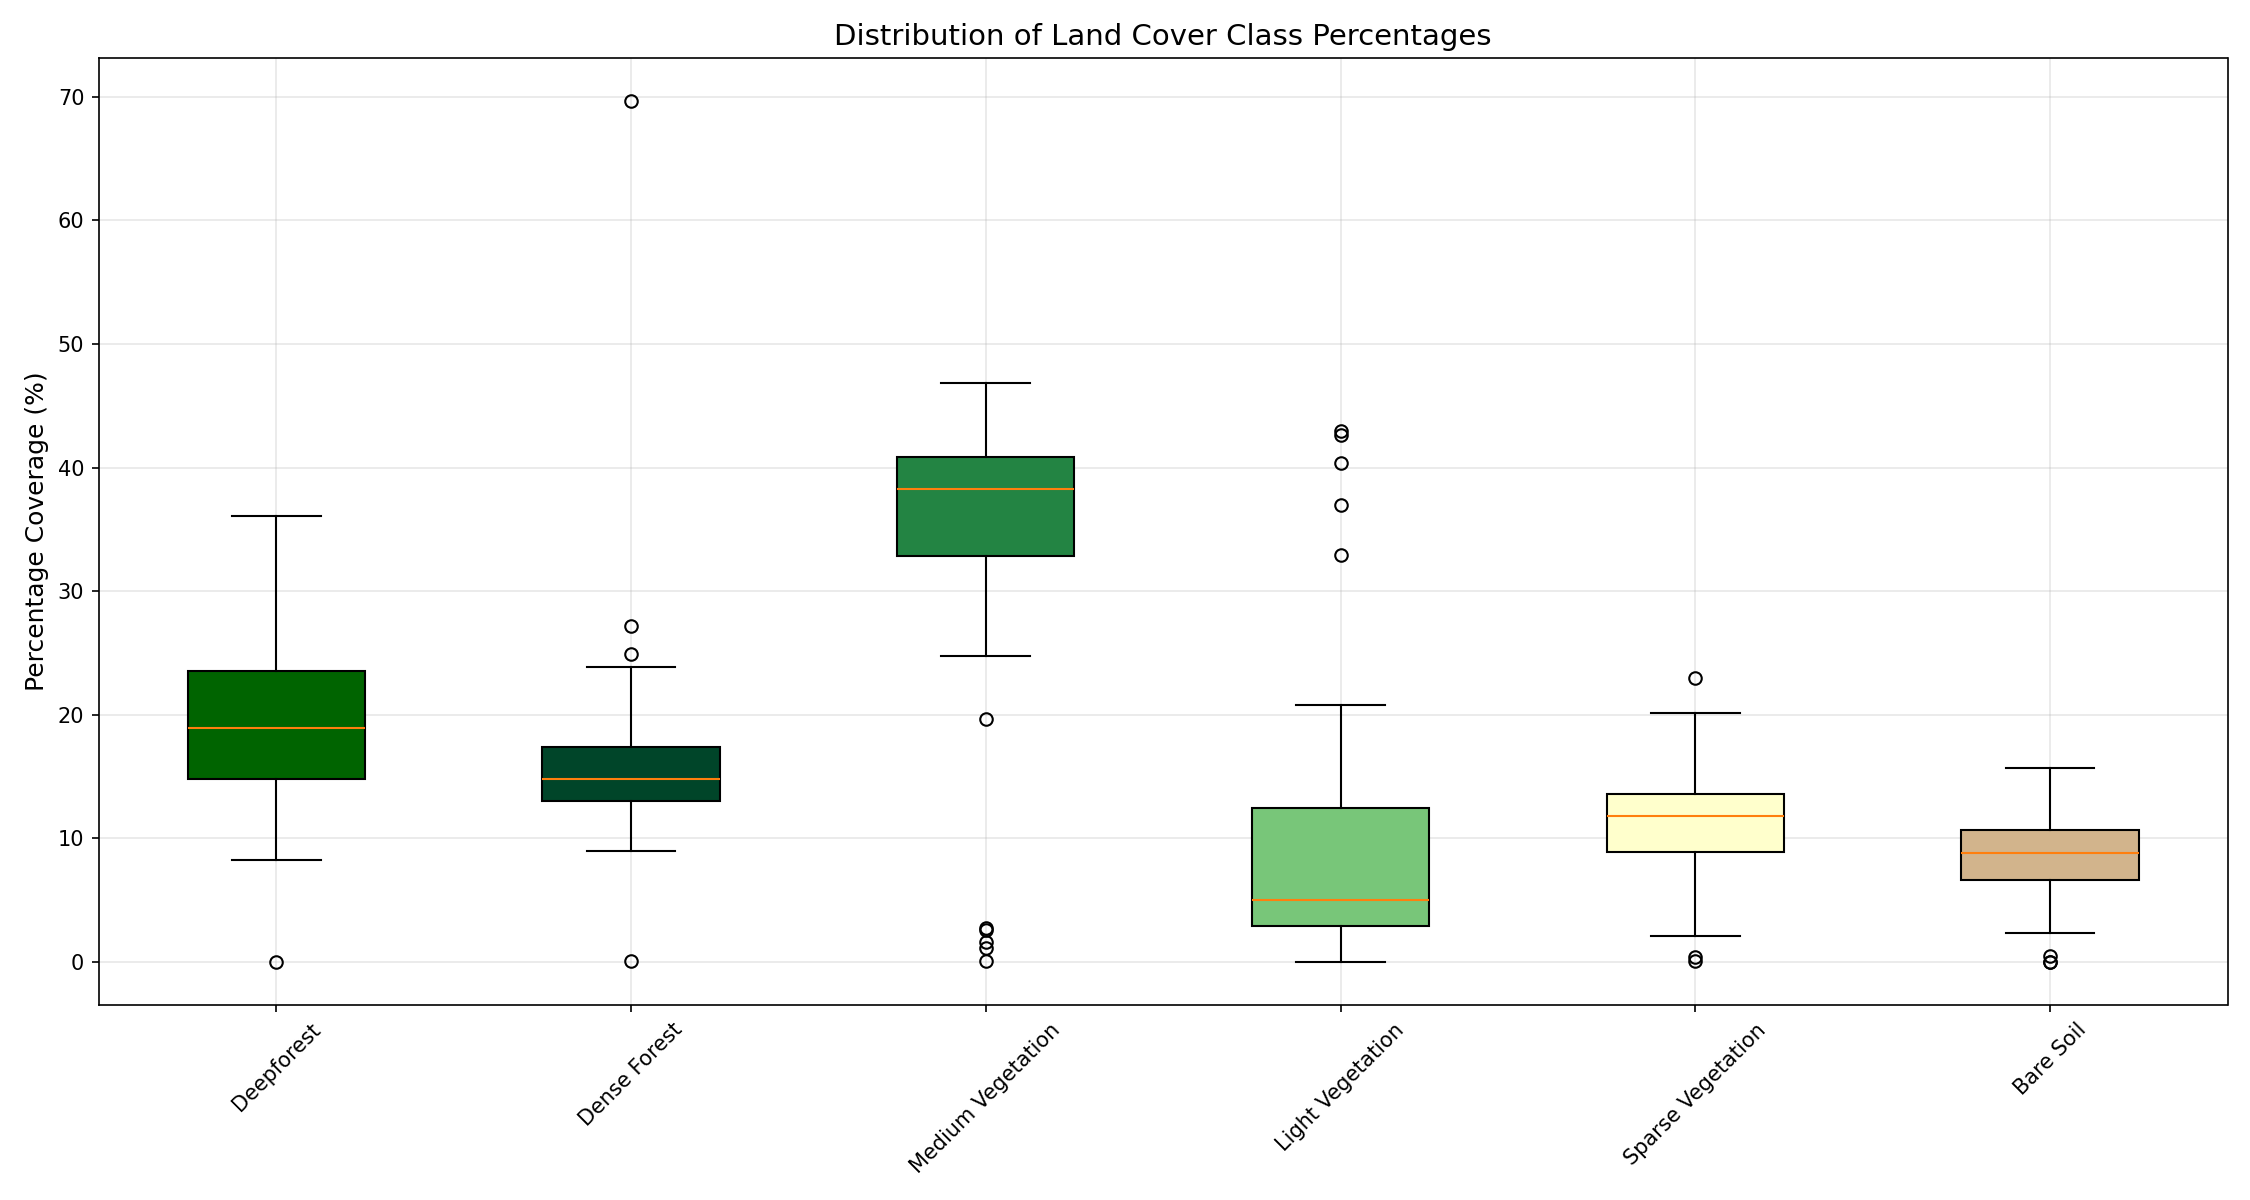 Distribution of Land Cover Class Percentages
Percentage Coverage (%)
70
60
50
40
30
20
10
0
Deepforest
Dense Forest
Medium Vegetation
Light Vegetation
Sparse Vegetation
Bare Soil